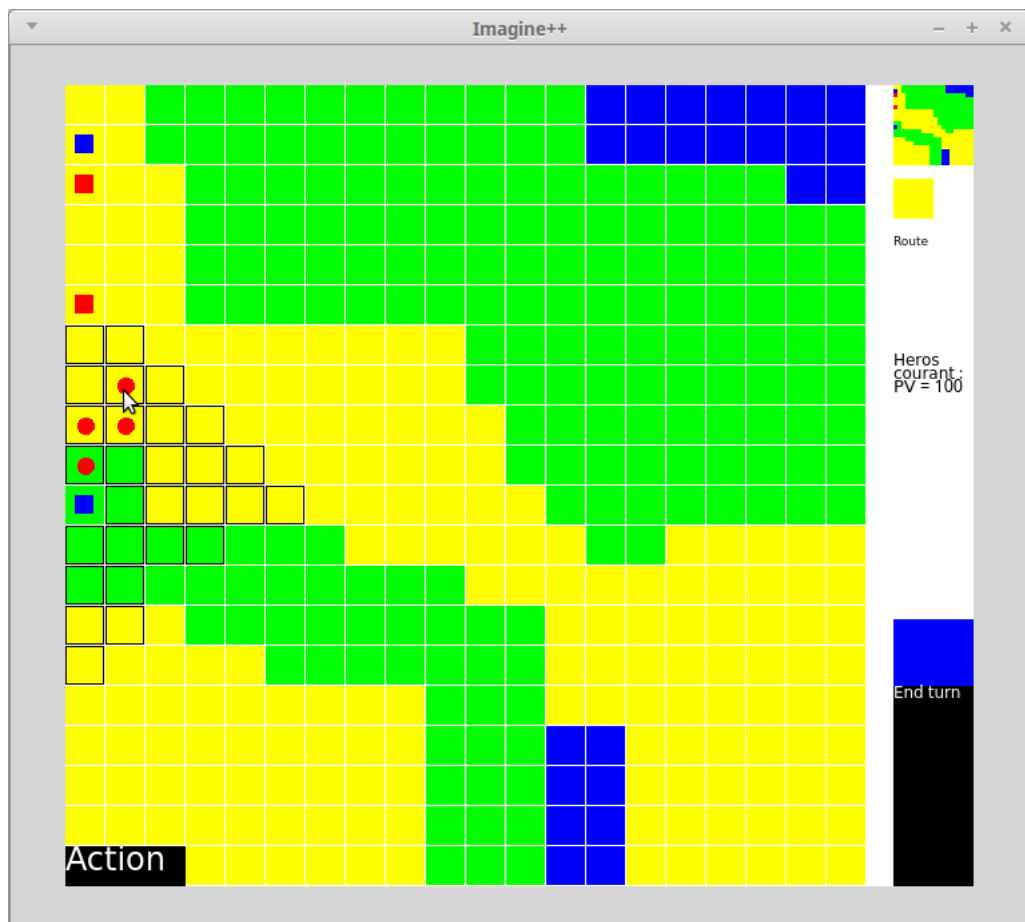 Imagine++
Route
Heros
courant :
PV = 100
End turn
Action